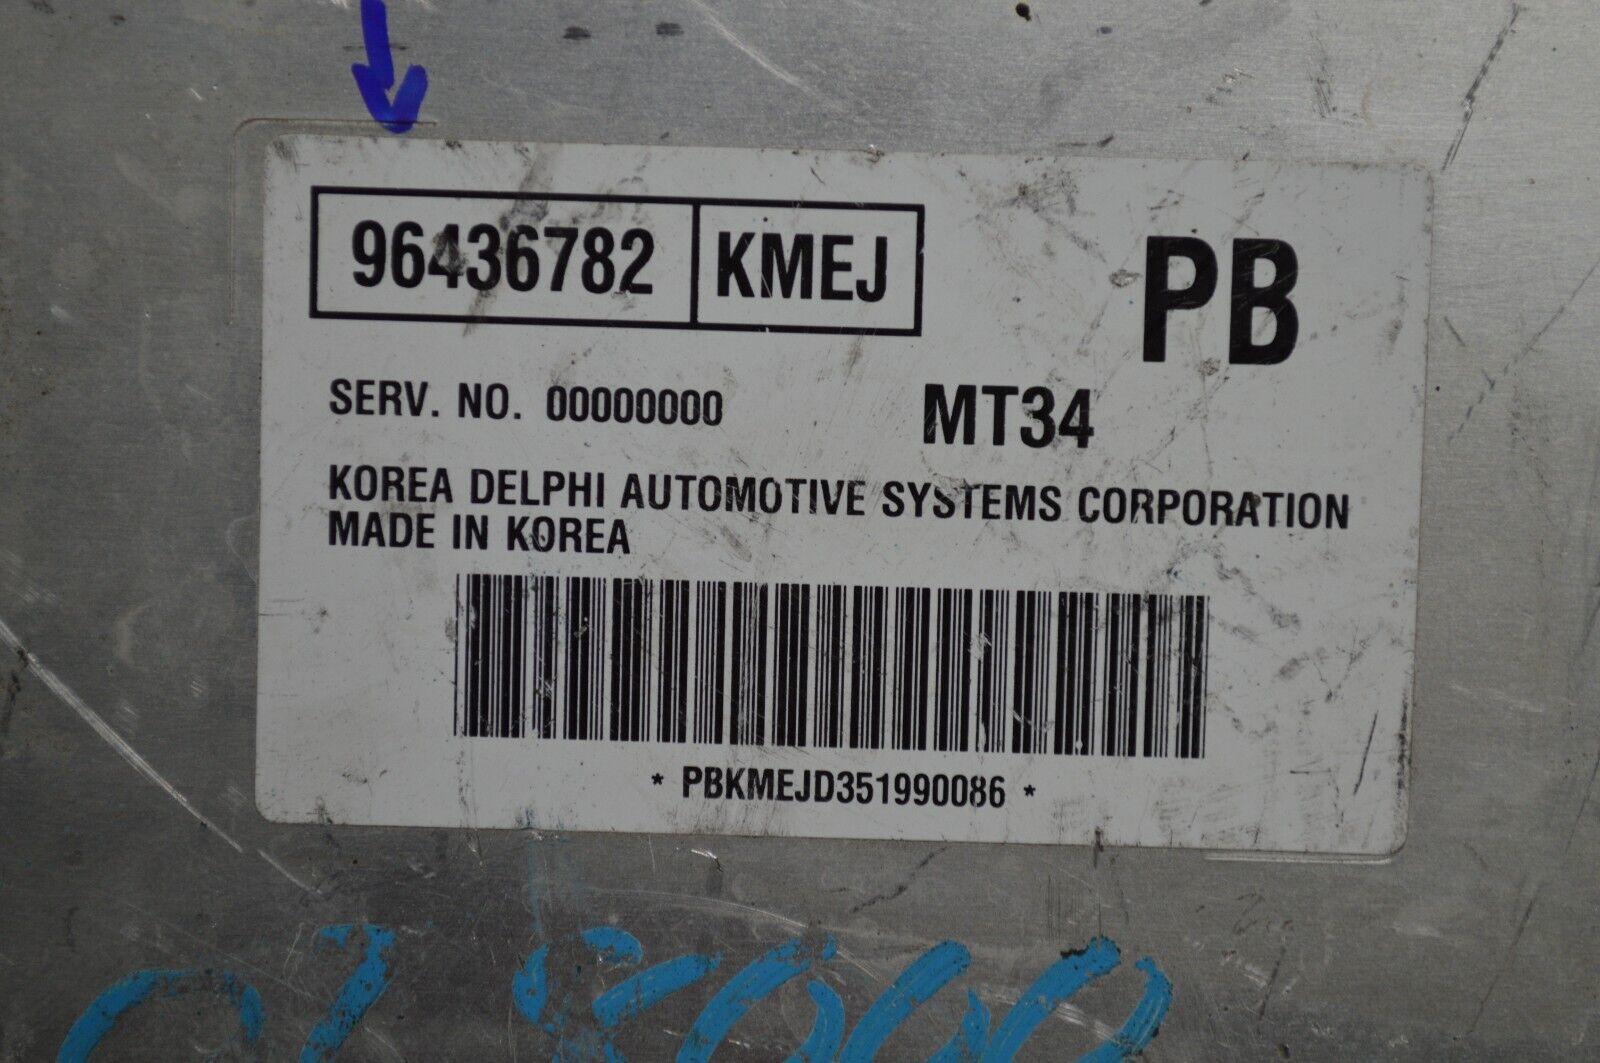 96436782 KMEJ PB
SERV. NO. 00000000 MT34
KOREA DELPHI AUTOMOTIVE SYSTEMS CORPORATION
MADE IN KOREA
* PBKMEJD351990086 *